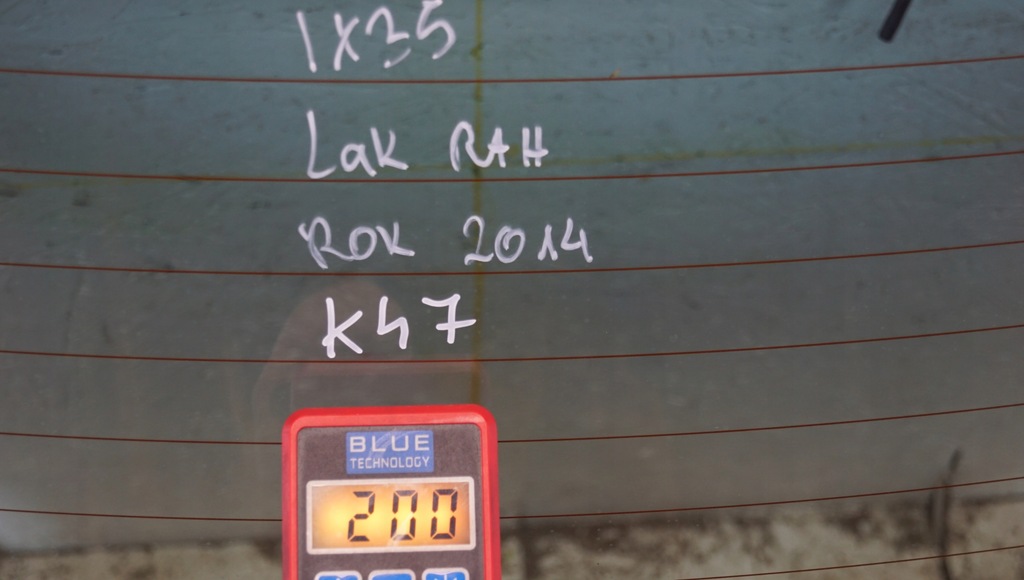 IX35
Lak RAH
Rok 2014
K47
BLUE
TECHNOLOGY
200